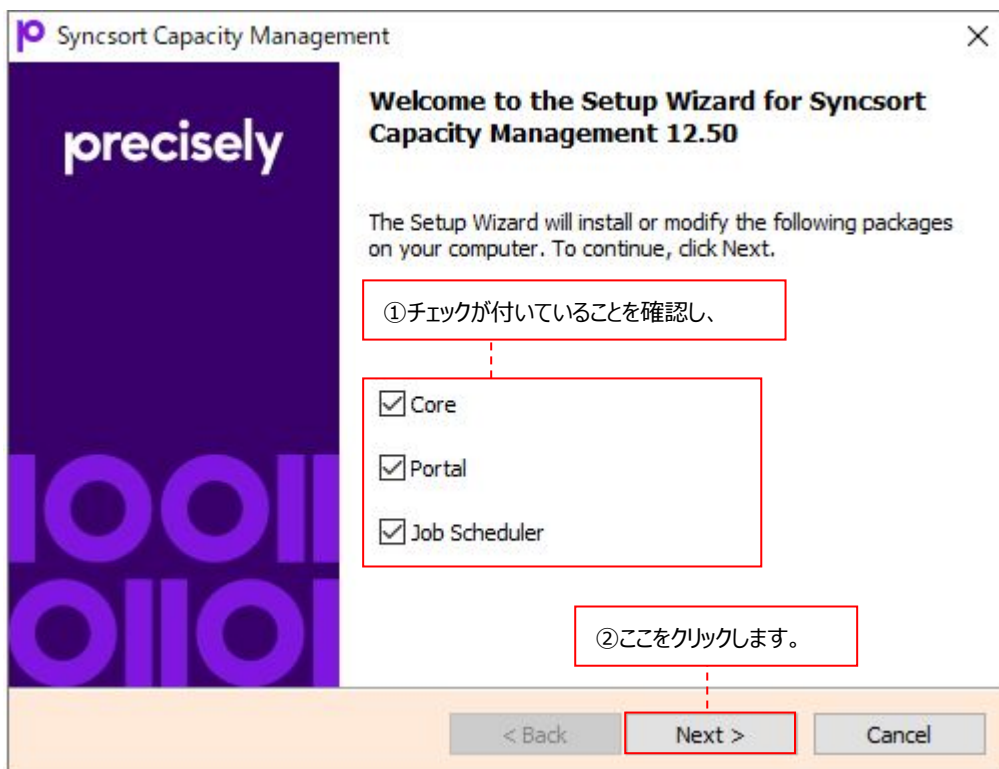 Syncsort Capacity Management
precisely
Welcome to the Setup Wizard for Syncsort
Capacity Management 12.50
The Setup Wizard will install or modify the following packages
on your computer. To continue, click Next.
①チェックが付いていることを確認し、
Core
Portal
Job Scheduler
②ここをクリックします。
< Back
Next >
Cancel